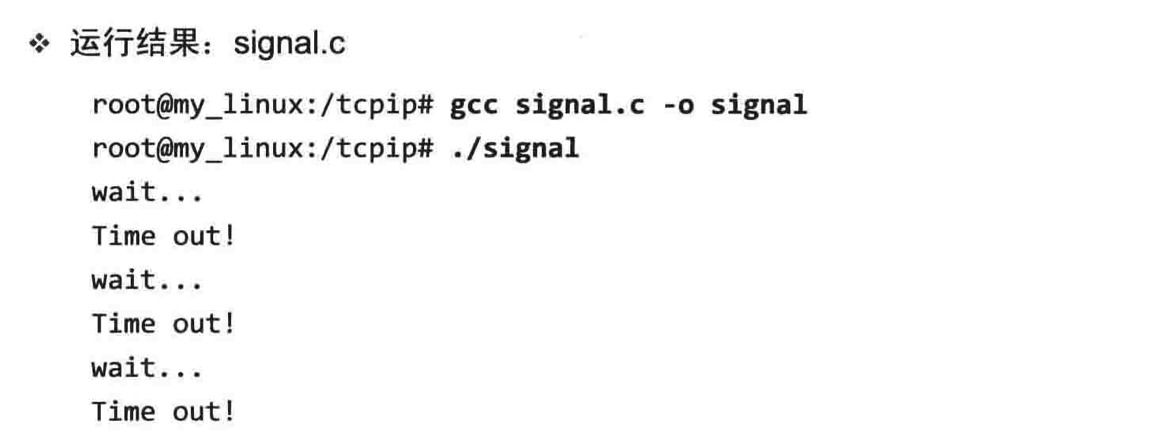 ❖ 运行结果：signal.c
root@my_linux:/tcpip# gcc signal.c -o signal
root@my_linux:/tcpip# ./signal
wait...
Time out!
wait...
Time out!
wait...
Time out!